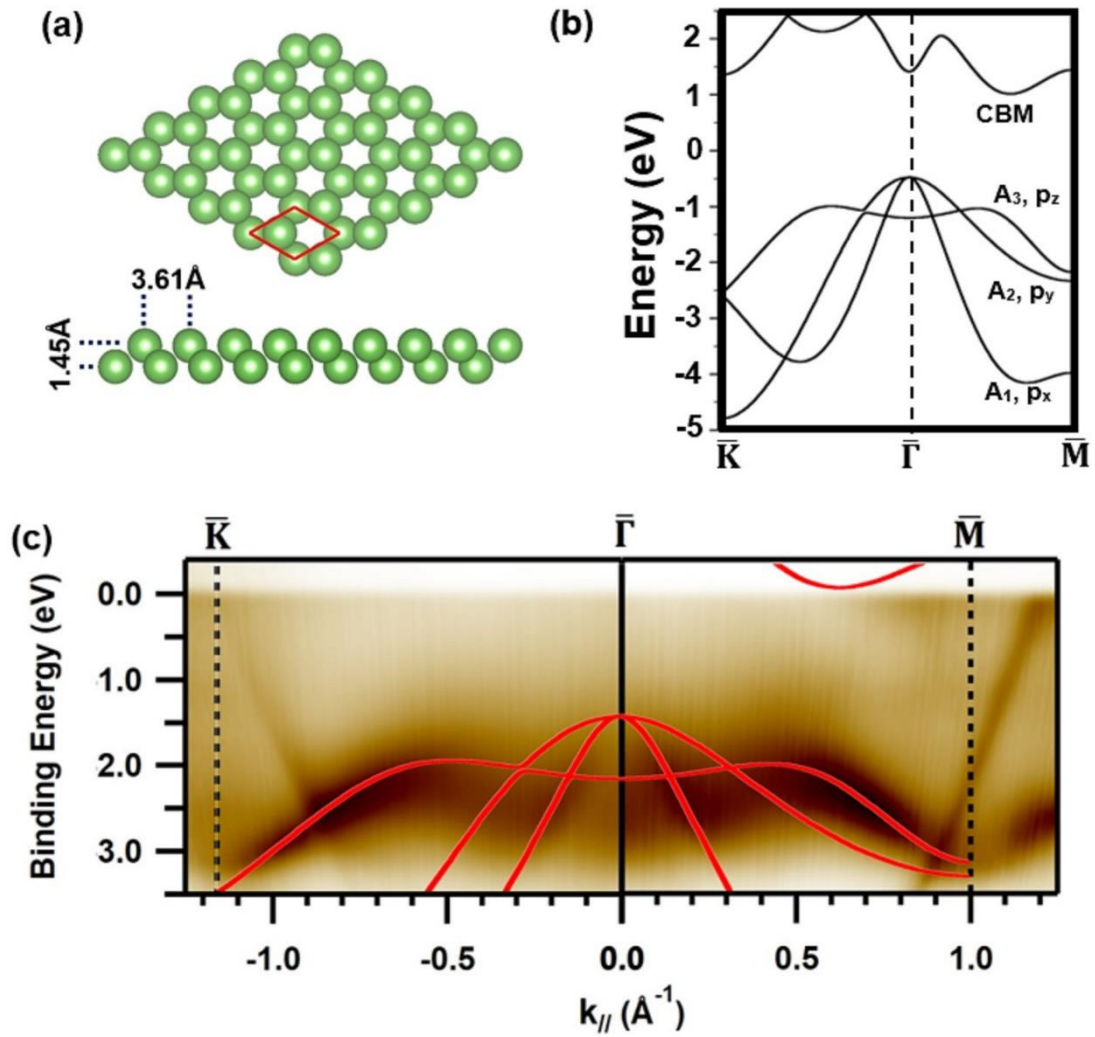 (a)
3.61Å
1.45Å
(b)
Energy (eV)
2
1
0
-1
-2
-3
-4
-5
CBM
A₃, p_z
A₂, p_y
A₁, pₓ
K̅
Γ̅
M̅
(c)
K̅
Γ̅
M̅
Binding Energy (eV)
0.0
1.0
2.0
3.0
-1.0
-0.5
0.0
0.5
1.0
k// (Å⁻¹)